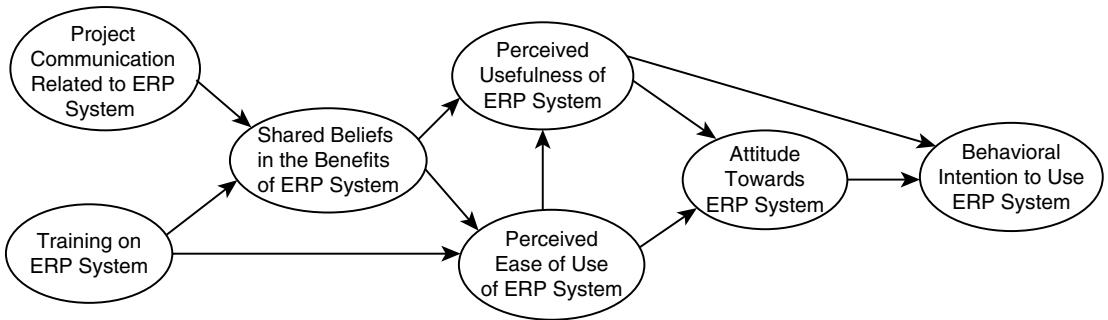 Project
Communication
Related to ERP
System
Training on
ERP System
Shared Beliefs
in the Benefits
of ERP System
Perceived
Usefulness of
ERP System
Perceived
Ease of Use
of ERP System
Attitude
Towards
ERP System
Behavioral
Intention to Use
ERP System